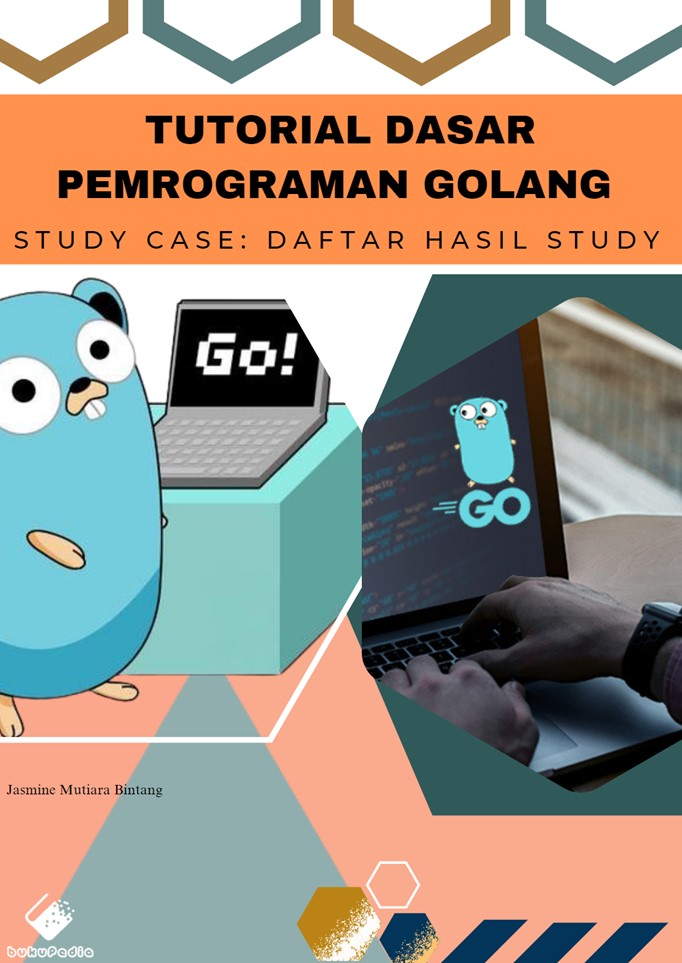 TUTORIAL DASAR
PEMROGRAMAN GOLANG
STUDY CASE: DAFTAR HASIL STUDY
Go!
GO
Jasmine Mutiara Bintang
bukuPedia